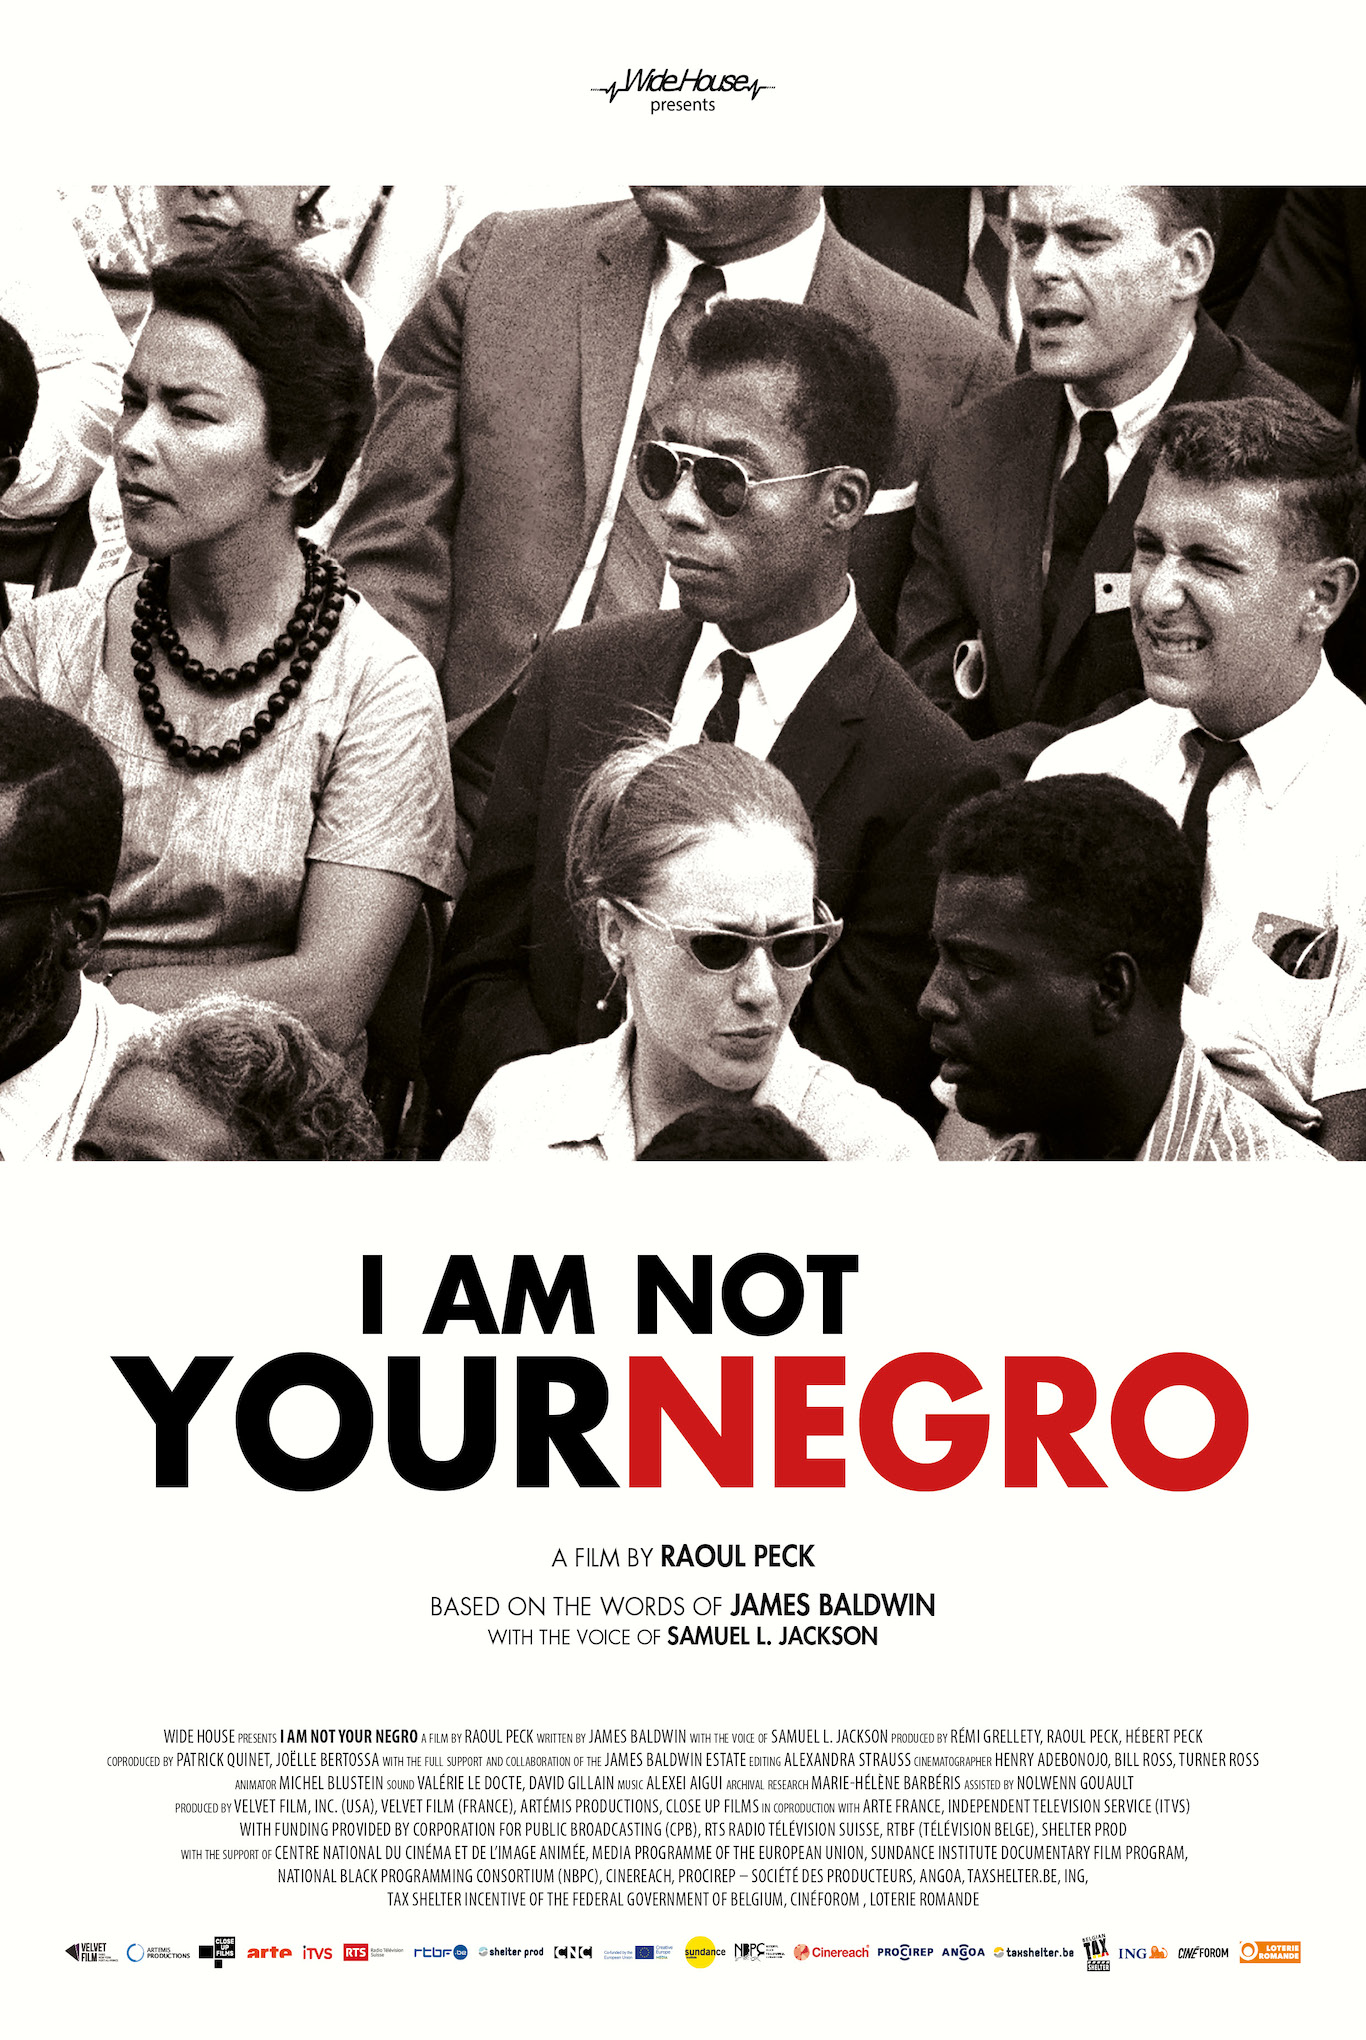 WideHouse
presents
I AM NOT
YOURNEGRO
A FILM BY RAOUL PECK
BASED ON THE WORDS OF JAMES BALDWIN
WITH THE VOICE OF SAMUEL L. JACKSON
WIDE HOUSE PRESENTS I AM NOT YOUR NEGRO A FILM BY RAOUL PECK WRITTEN BY JAMES BALDWIN WITH THE VOICE OF SAMUEL L. JACKSON PRODUCED BY RÉMI GRELLETY, RAOUL PECK, HÉBERT PECK
COPRODUCED BY PATRICK QUINET, JOËLLE BERTOSSA WITH THE FULL SUPPORT AND COLLABORATION OF THE JAMES BALDWIN ESTATE EDITING ALEXANDRA STRAUSS CINEMATOGRAPHER HENRY ADEBONOJO, BILL ROSS, TURNER ROSS
ANIMATOR MICHEL BLUSTEIN SOUND VALÉRIE LE DOCTE, DAVID GILLAIN MUSIC ALEXEI AIGUI ARCHIVAL RESEARCH MARIE-HÉLÈNE BARBÉRIS ASSISTED BY NOLWENN GOUAULT
PRODUCED BY VELVET FILM, INC. (USA), VELVET FILM (FRANCE), ARTÉMIS PRODUCTIONS, CLOSE UP FILMS IN COPRODUCTION WITH ARTE FRANCE, INDEPENDENT TELEVISION SERVICE (ITVS)
WITH FUNDING PROVIDED BY CORPORATION FOR PUBLIC BROADCASTING (CPB), RTS RADIO TÉLÉVISION SUISSE, RTBF (TÉLÉVISION BELGE), SHELTER PROD
WITH THE SUPPORT OF CENTRE NATIONAL DU CINÉMA ET DE L'IMAGE ANIMÉE, MEDIA PROGRAMME OF THE EUROPEAN UNION, SUNDANCE INSTITUTE DOCUMENTARY FILM PROGRAM,
NATIONAL BLACK PROGRAMMING CONSORTIUM (NBPC), CINEREACH, PROCIREP – SOCIÉTÉ DES PRODUCTEURS, ANGOA, TAXSHELTER.BE, ING,
TAX SHELTER INCENTIVE OF THE FEDERAL GOVERNMENT OF BELGIUM, CINÉFOROM , LOTERIE ROMANDE
VELVET FILM ARTEMIS PRODUCTIONS CLOSE UP FILMS arte iTVS RTS Radio Télévision Suisse rtbf.be shelter prod CNC Creative Europe MEDIA sundance NBPC Cinereach PROCIREP ANGOA taxshelter.be BELGIAN TAX SHELTER ING CINÉFOROM LOTERIE ROMANDE